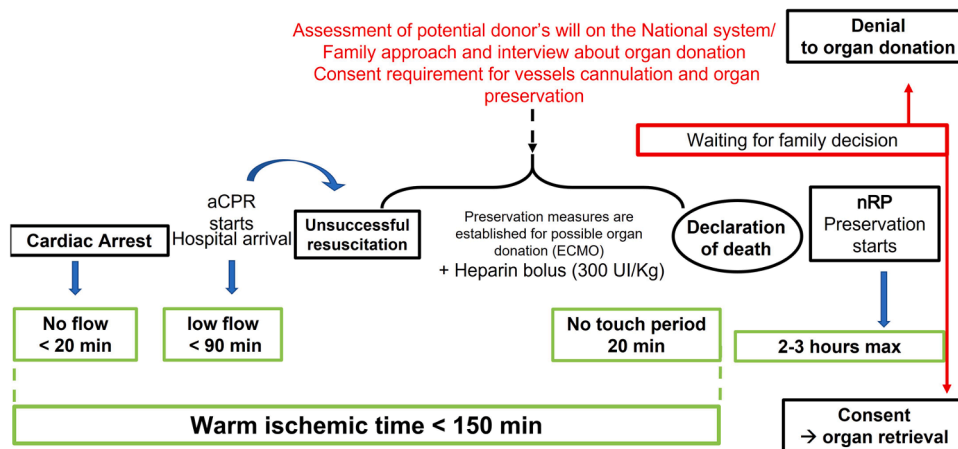 Assessment of potential donor's will on the National system/
Family approach and interview about organ donation
Consent requirement for vessels cannulation and organ
preservation
Denial
to organ donation
Waiting for family decision
Cardiac Arrest
aCPR
starts
Hospital arrival
Unsuccessful
resuscitation
Preservation measures are
established for possible organ
donation (ECMO)
+ Heparin bolus (300 UI/Kg)
Declaration
of death
nRP
Preservation
starts
No flow
< 20 min
low flow
< 90 min
No touch period
20 min
2-3 hours max
Warm ischemic time < 150 min
Consent
→ organ retrieval